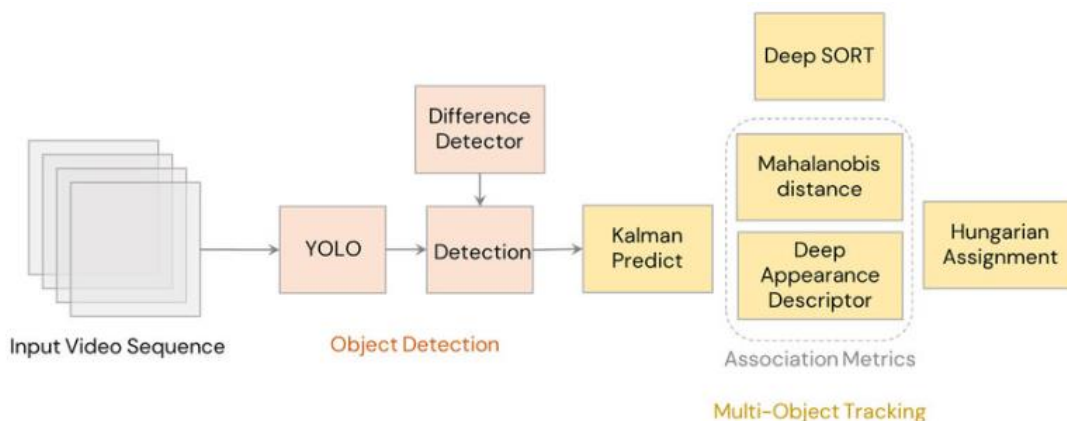 Deep SORT
Difference
Detector
Mahalanobis
distance
YOLO
Detection
Kalman
Predict
Deep
Appearance
Descriptor
Hungarian
Assignment
Input Video Sequence
Object Detection
Association Metrics
Multi-Object Tracking